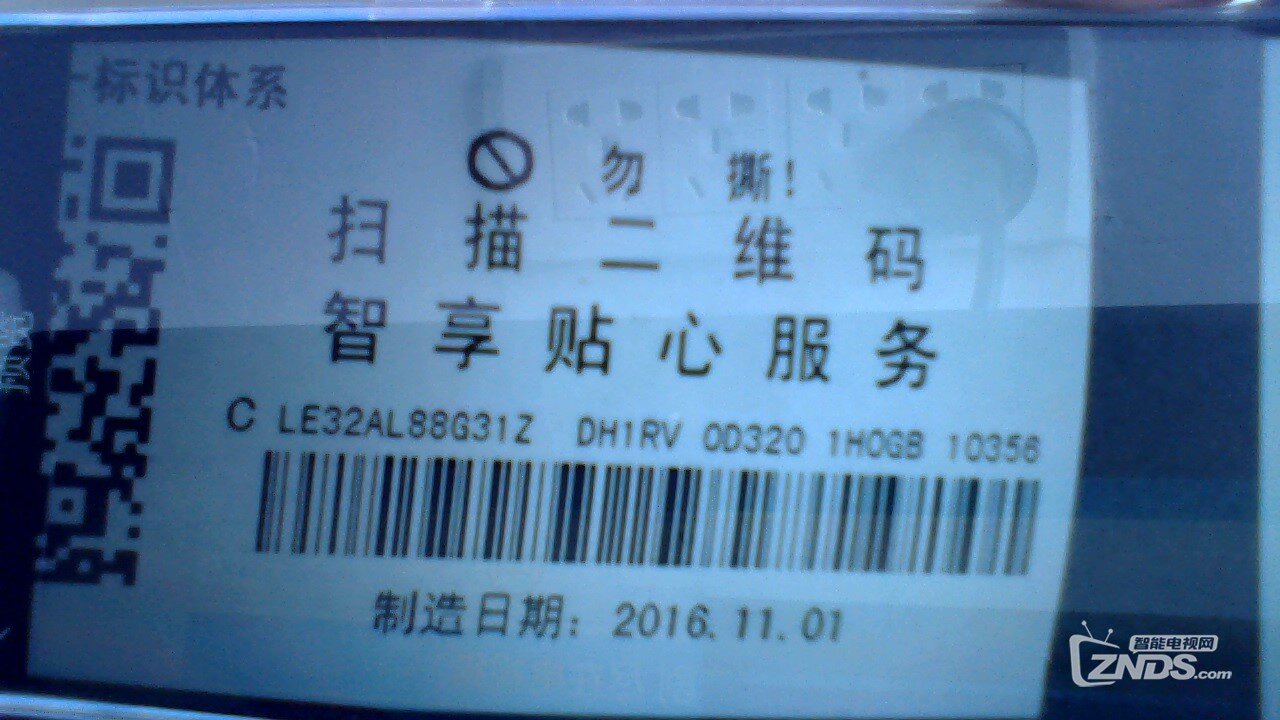 标识体系
勿 撕!
扫描二维码
智享贴心服务
C LE32AL88G31Z DH1RV 0D320 1H0GB 10356
制造日期: 2016.11.01
智能电视网
ZNDS.com